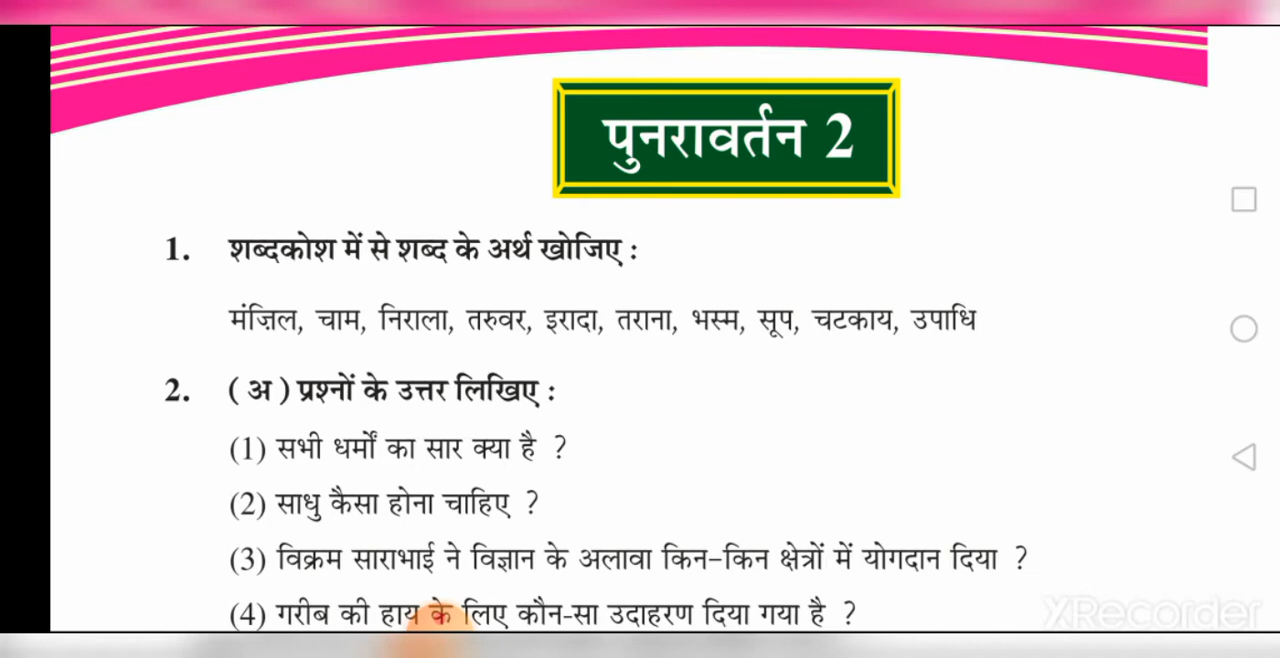 पुनरावर्तन 2
1. शब्दकोश में से शब्द के अर्थ खोजिए :
मंज़िल, चाम, निराला, तरुवर, इरादा, तराना, भस्म, सूप, चटकाय, उपाधि
2. ( अ ) प्रश्नों के उत्तर लिखिए :
(1) सभी धर्मों का सार क्या है ?
(2) साधु कैसा होना चाहिए ?
(3) विक्रम साराभाई ने विज्ञान के अलावा किन-किन क्षेत्रों में योगदान दिया ?
(4) गरीब की हाय के लिए कौन-सा उदाहरण दिया गया है ?
XRecorder